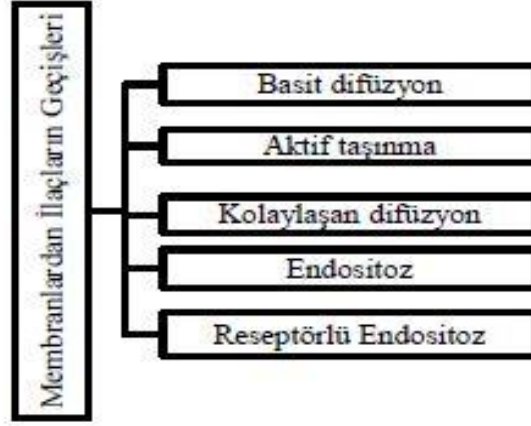 Membranlardan İlaçların Geçişleri
Basit difüzyon
Aktif taşınma
Kolaylaşan difüzyon
Endositoz
Reseptörlü Endositoz